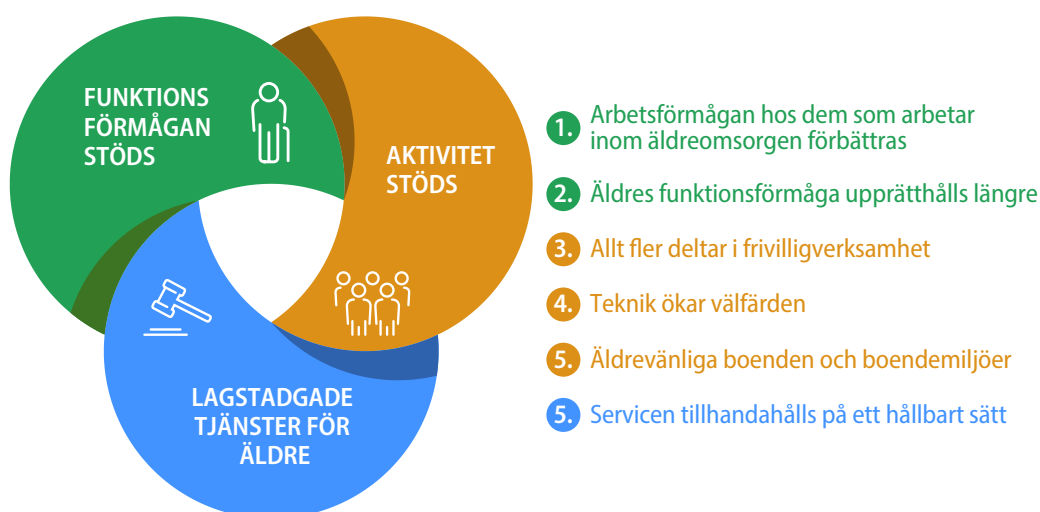 FUNKTIONS
FÖRMÅGAN
STÖDS
AKTIVITET
STÖDS
LAGSTADGADE
TJÄNSTER FÖR
ÄLDRE
1. Arbetsförmågan hos dem som arbetar
inom äldreomsorgen förbättras
2. Äldres funktionsförmåga upprätthålls längre
3. Allt fler deltar i frivilligverksamhet
4. Teknik ökar välfärden
5. Äldrevänliga boenden och boendemiljöer
5. Servicen tillhandahålls på ett hållbart sätt